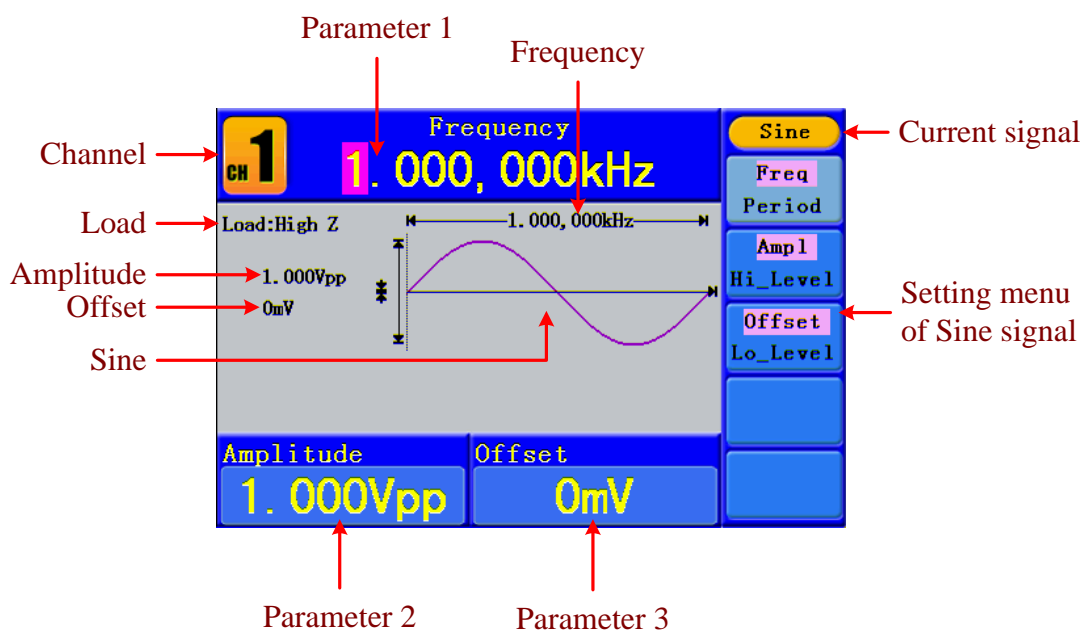 Parameter 1
Frequency
Channel
CH 1
Frequency
1.000,000kHz
Sine
Current signal
Freq
Period
Load
Load:High Z
1.000,000kHz
Amplitude
1.000Vpp
Ampl
Hi_Level
Offset
0mV
Setting menu
of Sine signal
Offset
Lo_Level
Sine
Amplitude
Offset
1.000Vpp
0mV
Parameter 2
Parameter 3